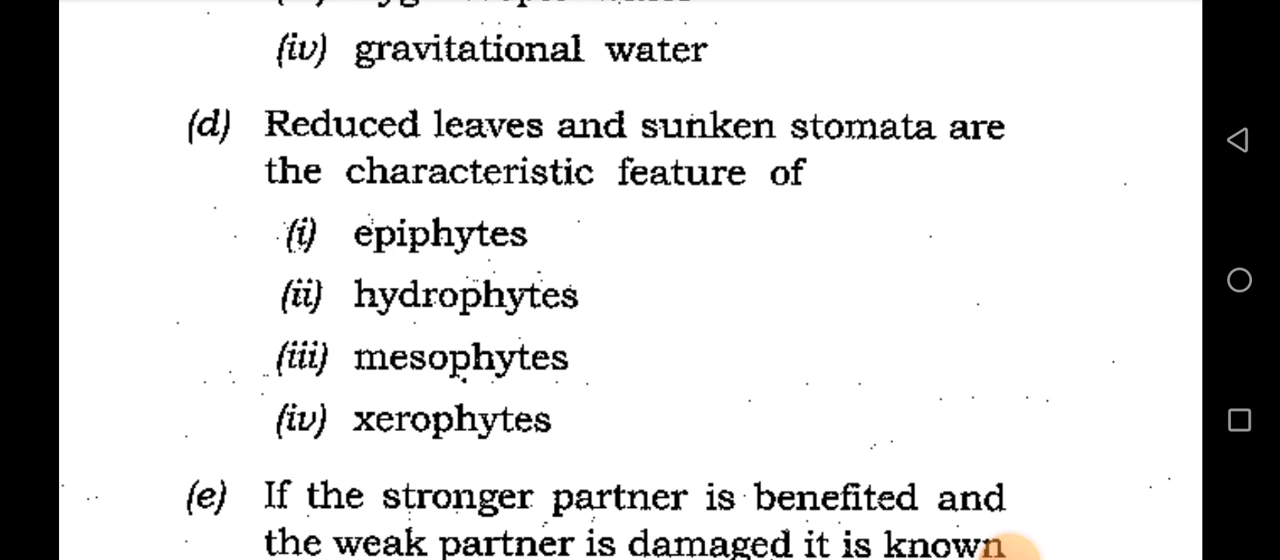 (iv) gravitational water
(d) Reduced leaves and sunken stomata are
the characteristic feature of
(i) epiphytes
(ii) hydrophytes
(iii) mesophytes
(iv) xerophytes
(e) If the stronger partner is benefited and
the weak partner is damaged it is known